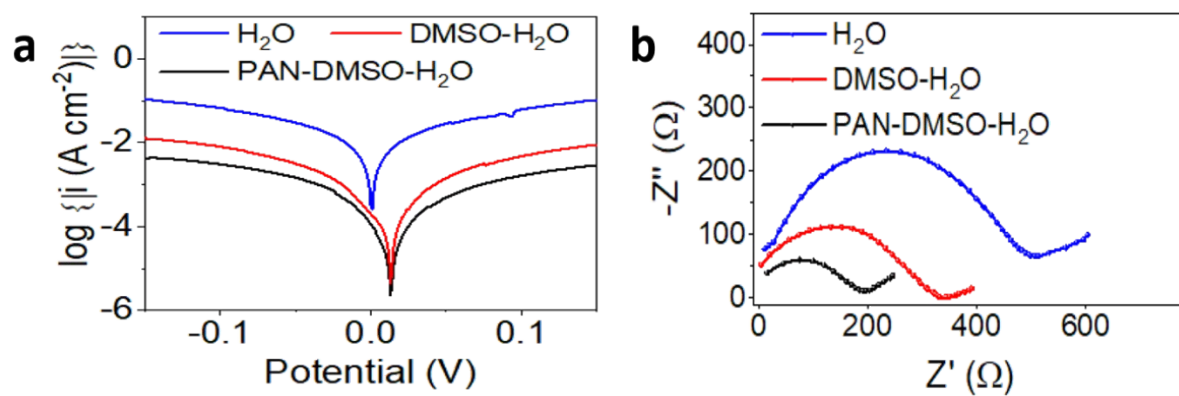 a
H₂O DMSO-H₂O
PAN-DMSO-H₂O
0
-2
-4
-6
log {|i (A cm⁻²)|}
-0.1 0.0 0.1
Potential (V)
b
H₂O
DMSO-H₂O
PAN-DMSO-H₂O
400
300
200
100
0
-Z" (Ω)
0 200 400 600
Z' (Ω)